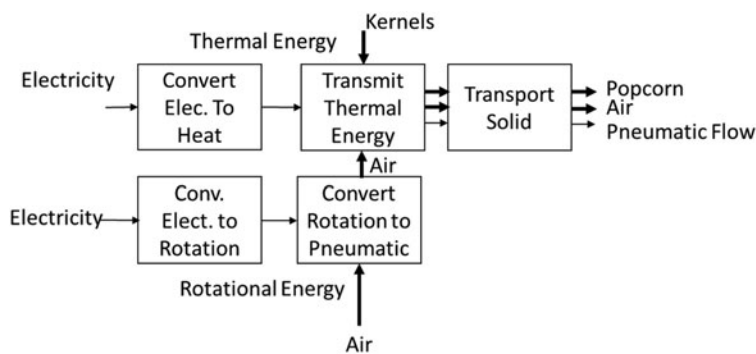 Kernels
Thermal Energy
Electricity
Convert
Elec. To
Heat
Transmit
Thermal
Energy
Transport
Solid
Popcorn
Air
Pneumatic Flow
Air
Electricity
Conv.
Elect. to
Rotation
Convert
Rotation to
Pneumatic
Rotational Energy
Air